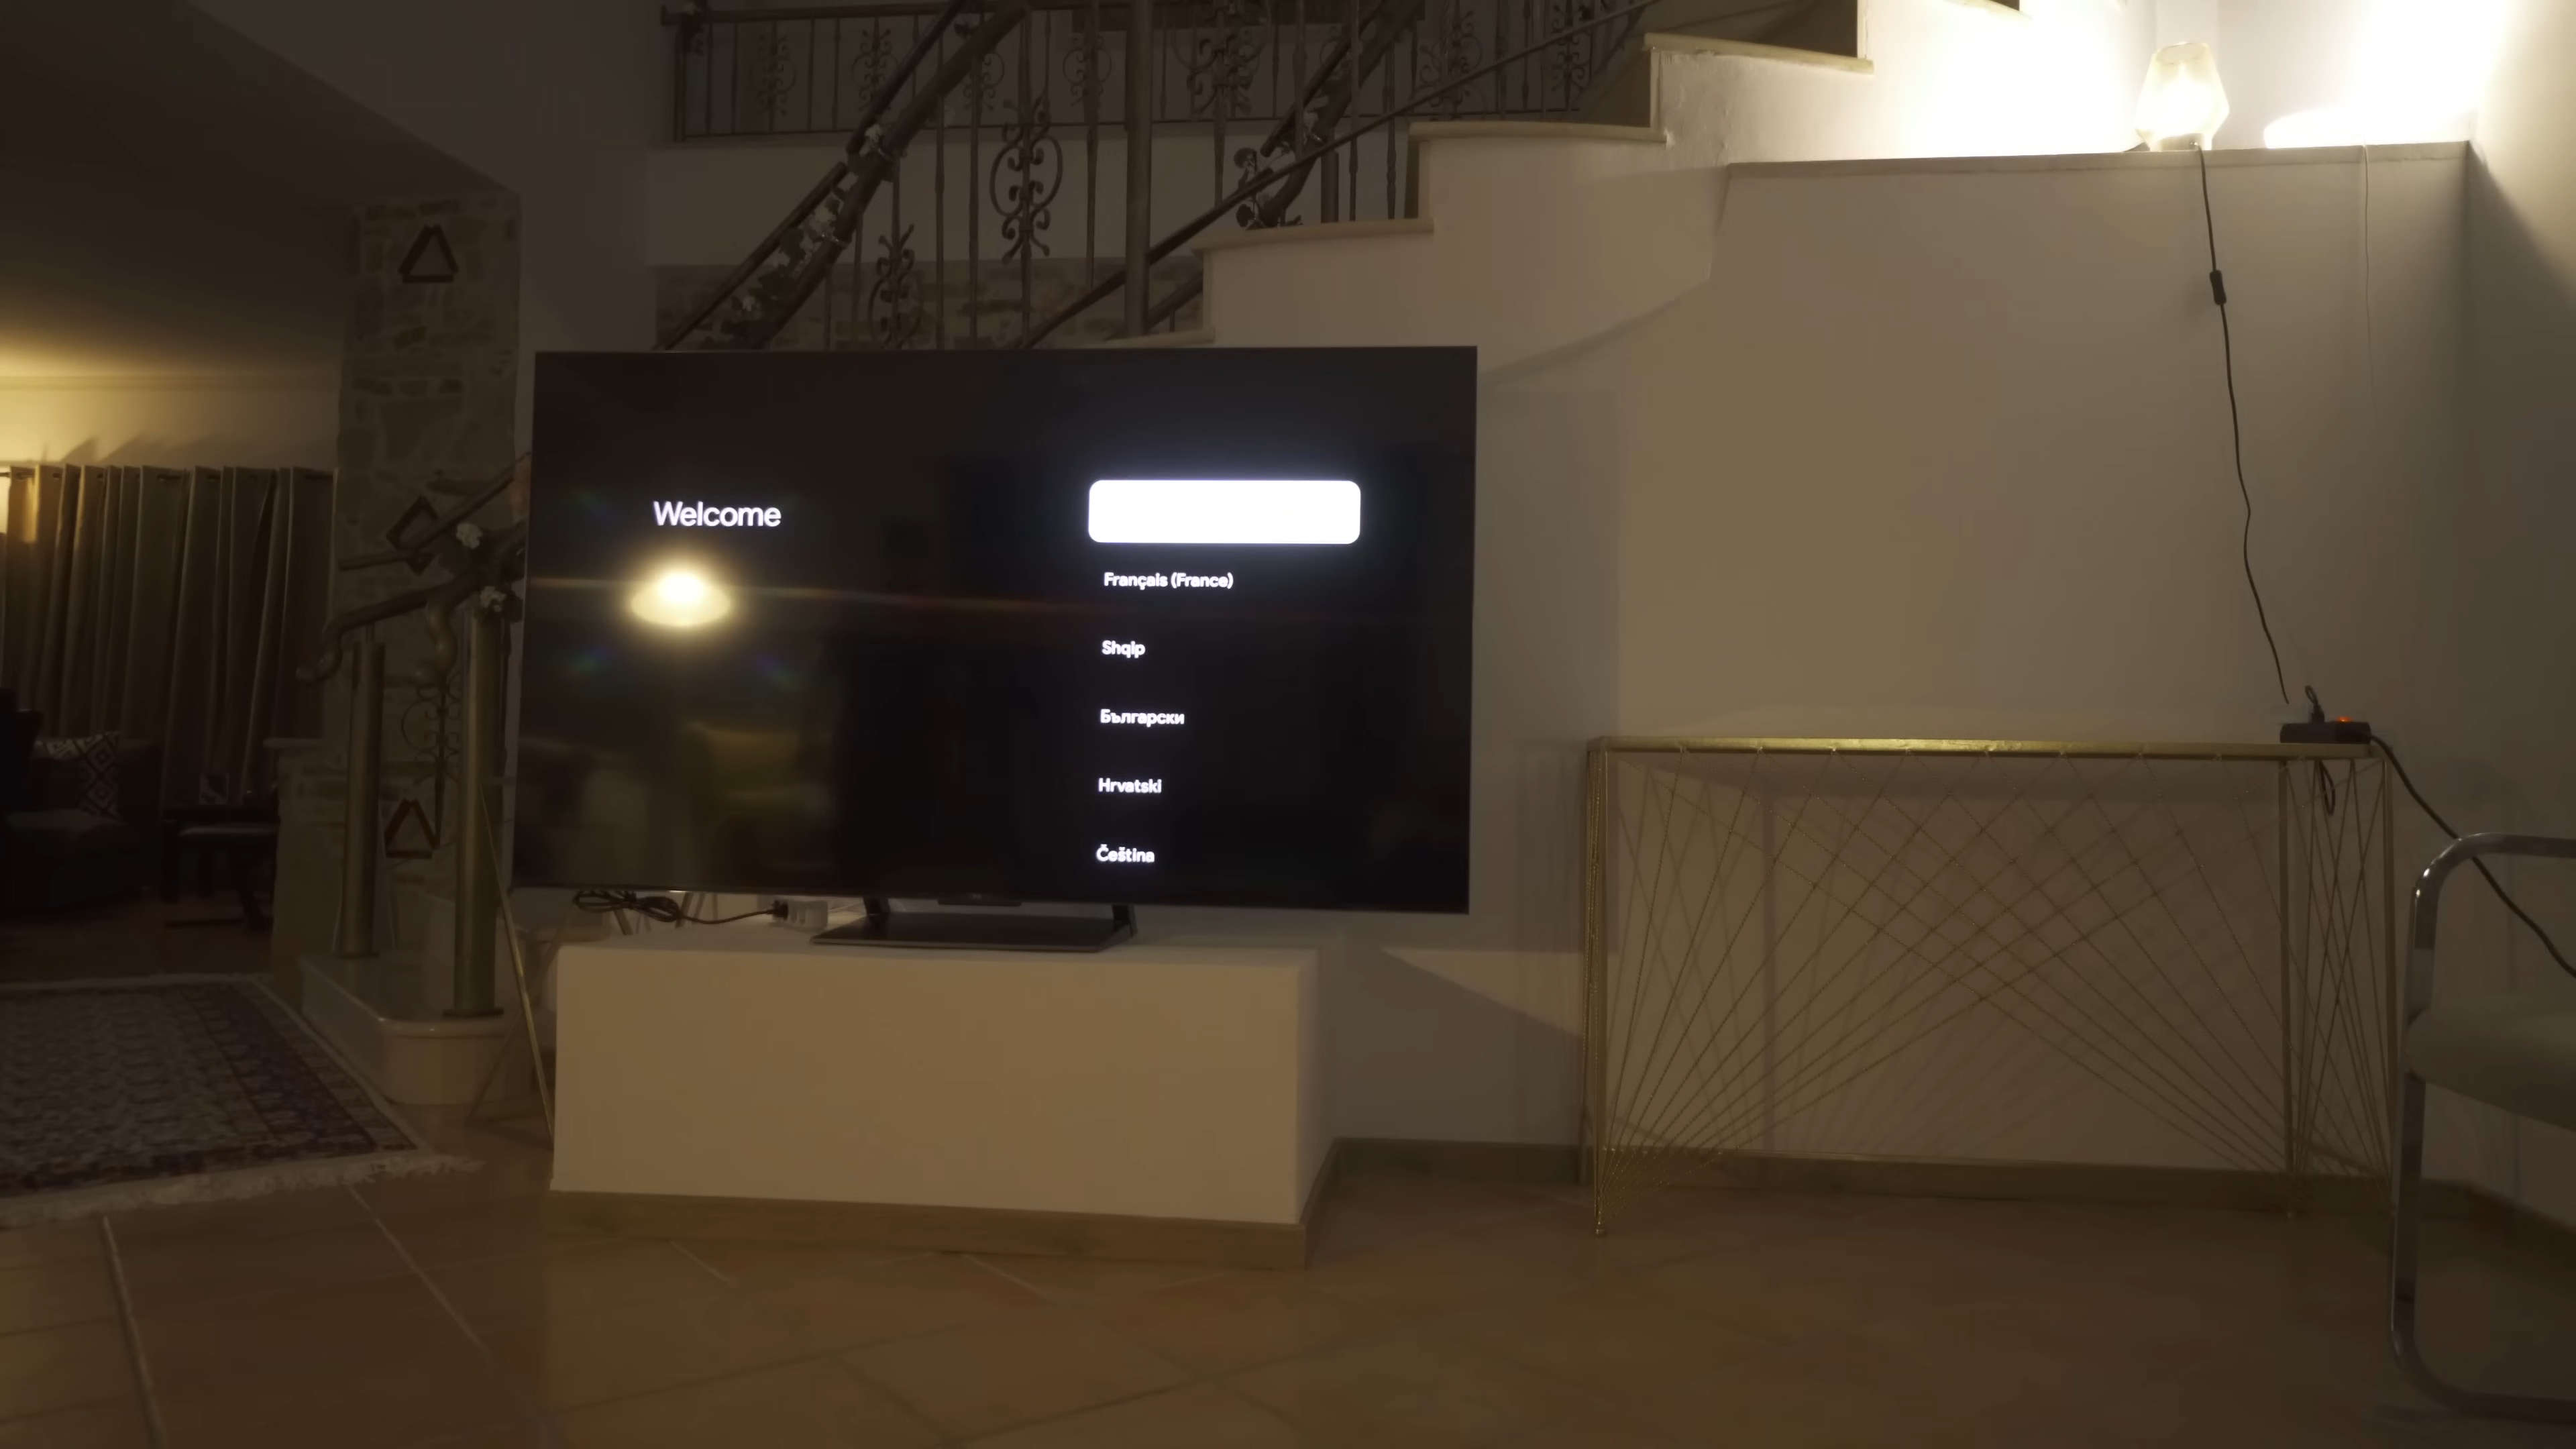 Welcome
Français (France)
Shqip
Български
Hrvatski
Čeština